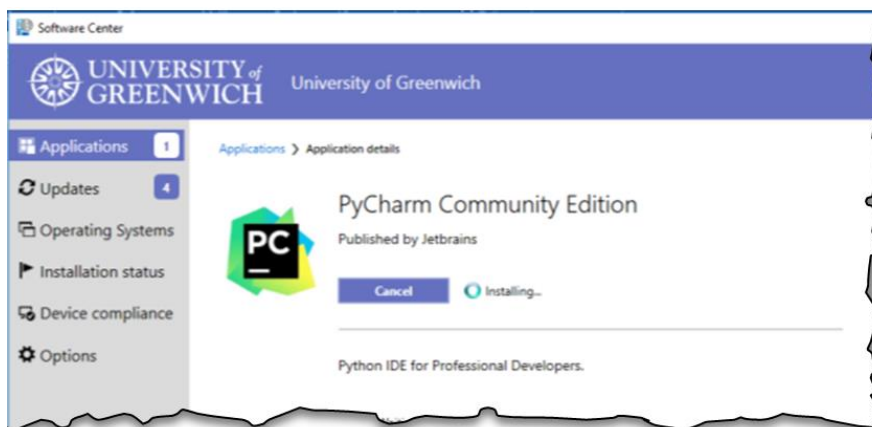 Software Center
UNIVERSITY of
GREENWICH
University of Greenwich
Applications 1
Updates 4
Operating Systems
Installation status
Device compliance
Options
Applications > Application details
PyCharm Community Edition
Published by Jetbrains
PC
Cancel
Installing...
Python IDE for Professional Developers.